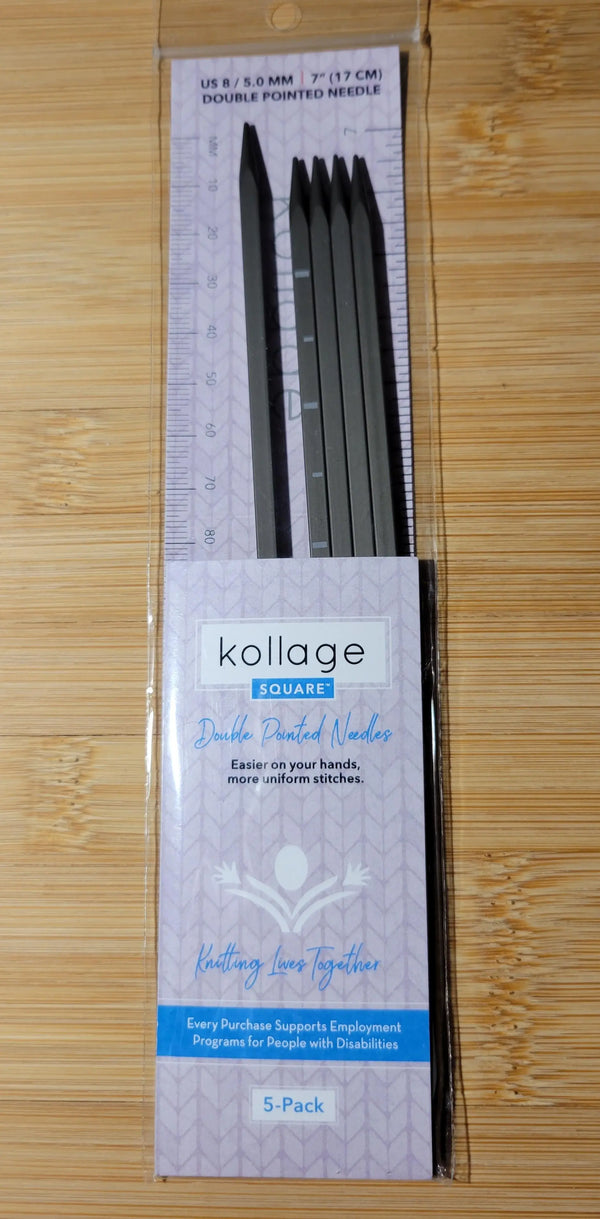 US 8 / 5.0 MM | 7" (17 CM)
DOUBLE POINTED NEEDLE
7
MM
10
20
30
40
50
60
70
80
kollage
SQUARE™
Double Pointed Needles
Easier on your hands,
more uniform stitches.
Knitting Lives Together
Every Purchase Supports Employment
Programs for People with Disabilities
5-Pack